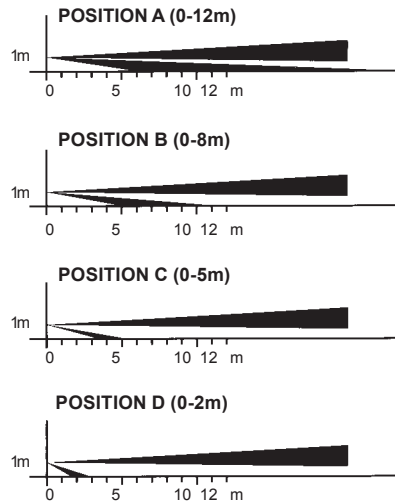 POSITION A (0-12m)
1m
0 5 10 12 m
POSITION B (0-8m)
1m
0 5 10 12 m
POSITION C (0-5m)
1m
0 5 10 12 m
POSITION D (0-2m)
1m
0 5 10 12 m